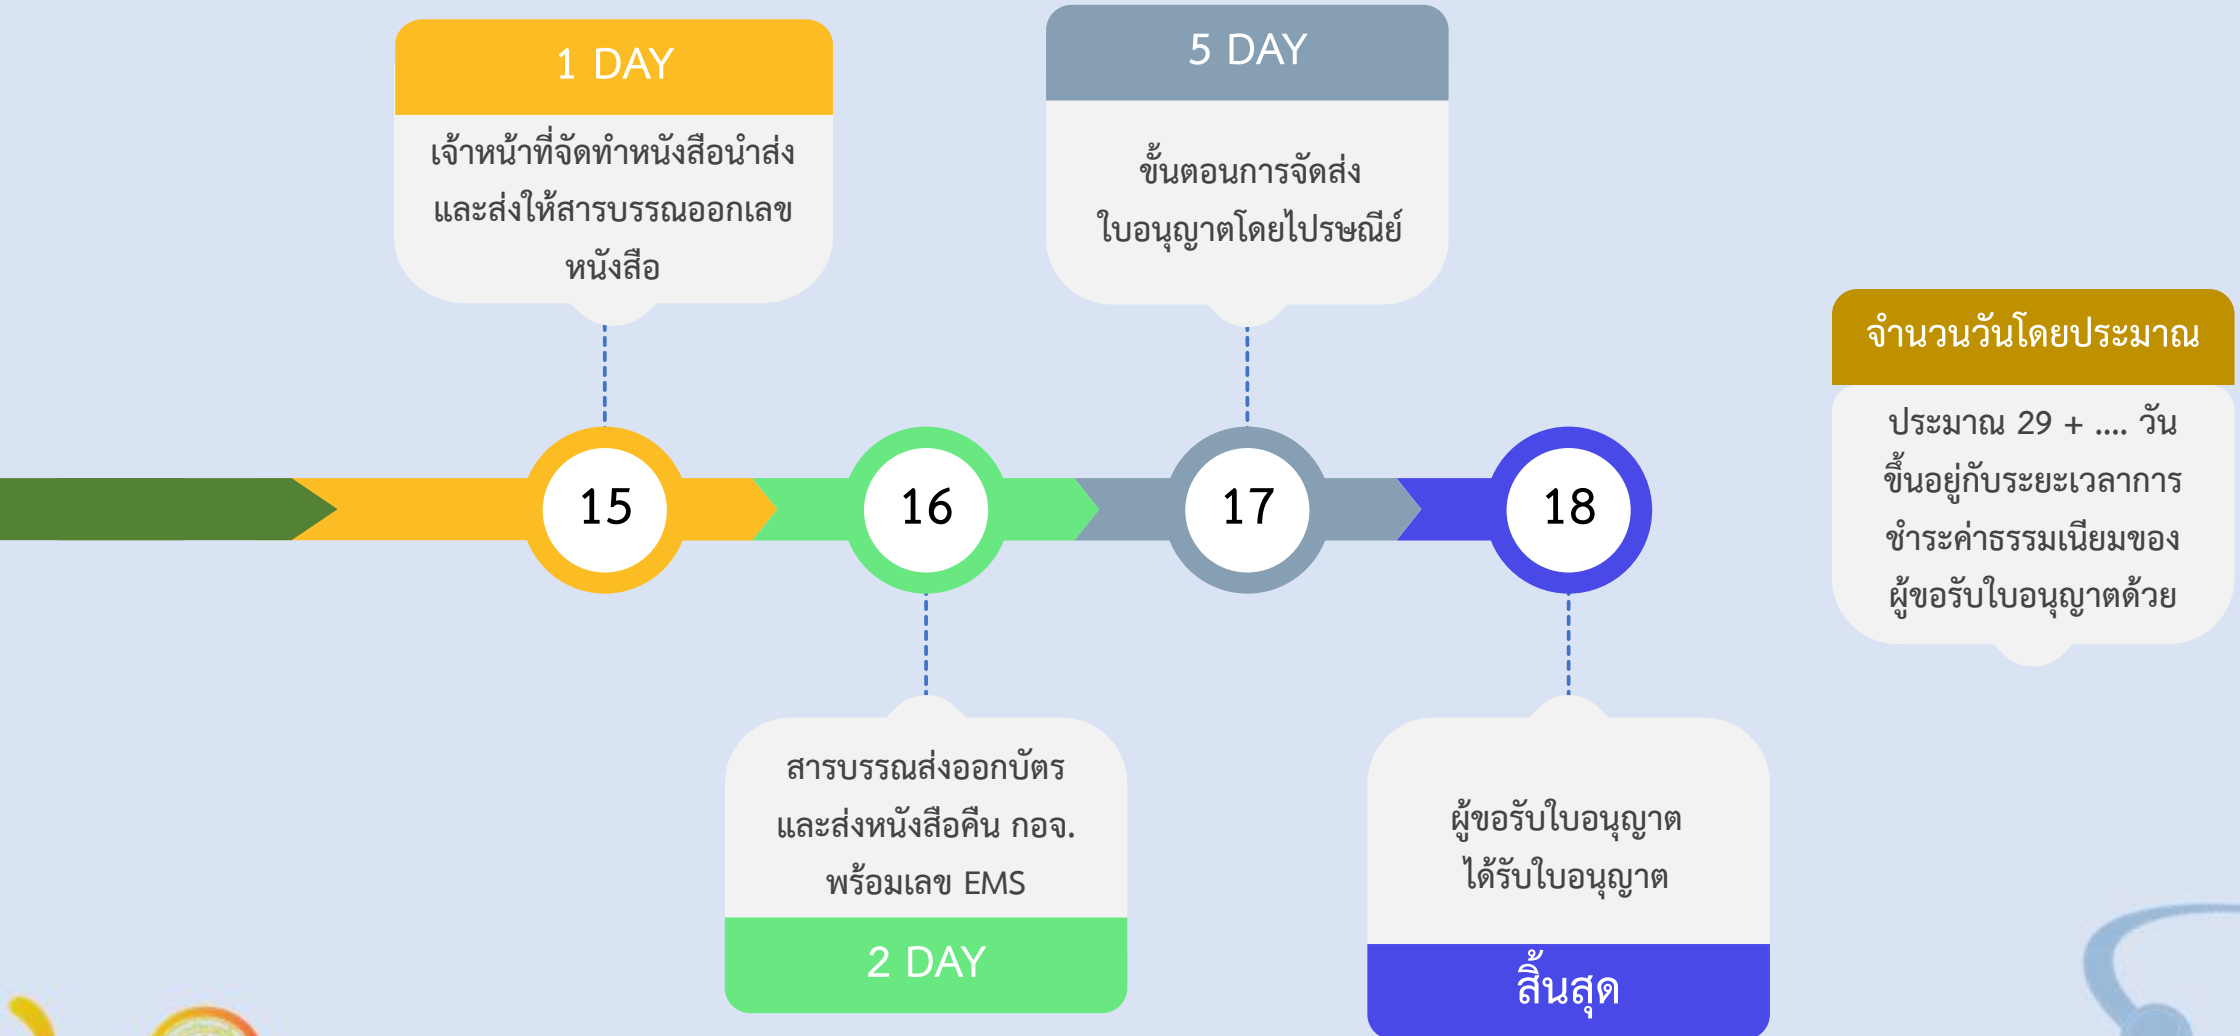 1 DAY
เจ้าหน้าที่จัดทำหนังสือนำส่ง
และส่งให้สารบรรณออกเลข
หนังสือ
5 DAY
ขั้นตอนการจัดส่ง
ใบอนุญาตโดยไปรษณีย์
จำนวนวันโดยประมาณ
ประมาณ 29 + .... วัน
ขึ้นอยู่กับระยะเวลาการ
ชำระค่าธรรมเนียมของ
ผู้ขอรับใบอนุญาตด้วย
15
16
17
18
สารบรรณส่งออกบัตร
และส่งหนังสือคืน กอจ.
พร้อมเลข EMS
2 DAY
ผู้ขอรับใบอนุญาต
ได้รับใบอนุญาต
สิ้นสุด